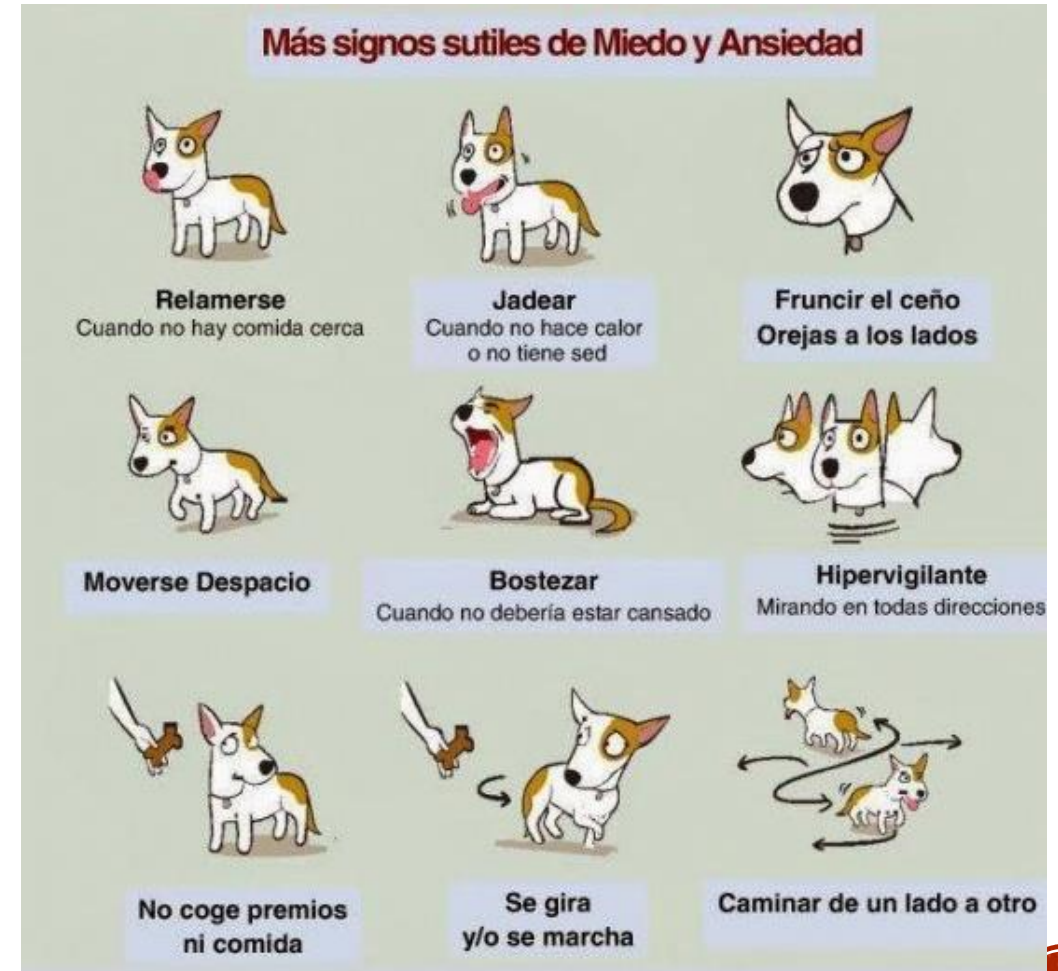 Más signos sutiles de Miedo y Ansiedad
Relamerse
Cuando no hay comida cerca
Jadear
Cuando no hace calor
o no tiene sed
Fruncir el ceño
Orejas a los lados
Moverse Despacio
Bostezar
Cuando no debería estar cansado
Hipervigilante
Mirando en todas direcciones
No coge premios
ni comida
Se gira
y/o se marcha
Caminar de un lado a otro